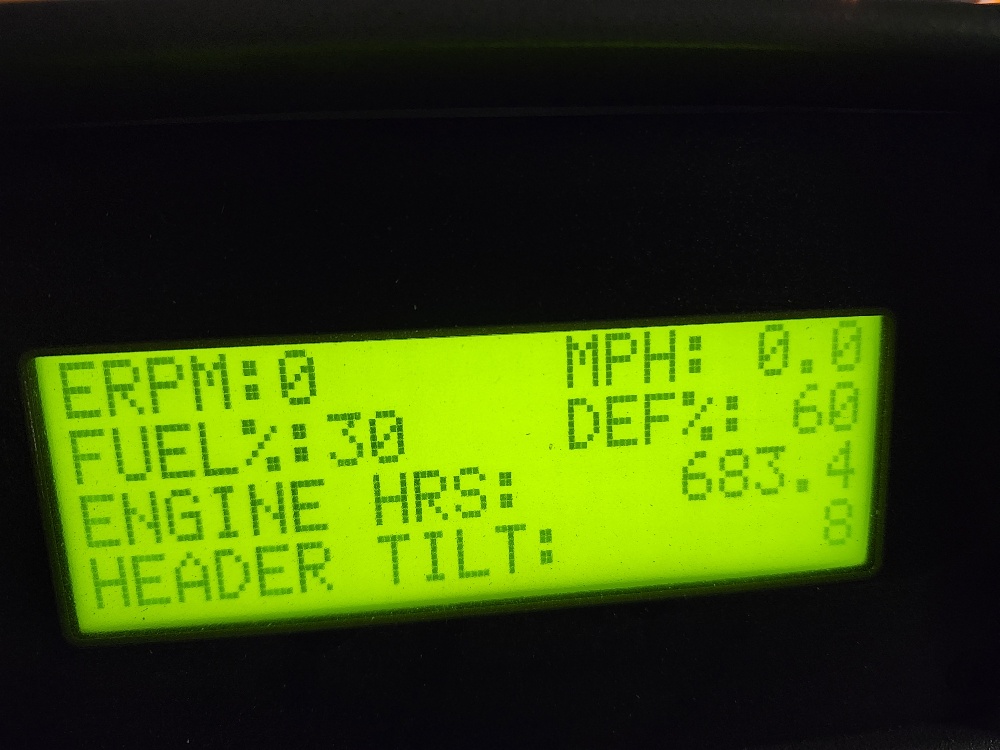 ERPM:0 MPH: 0.0
FUEL%:30 DEF%: 60
ENGINE HRS: 683.4
HEADER TILT: 8